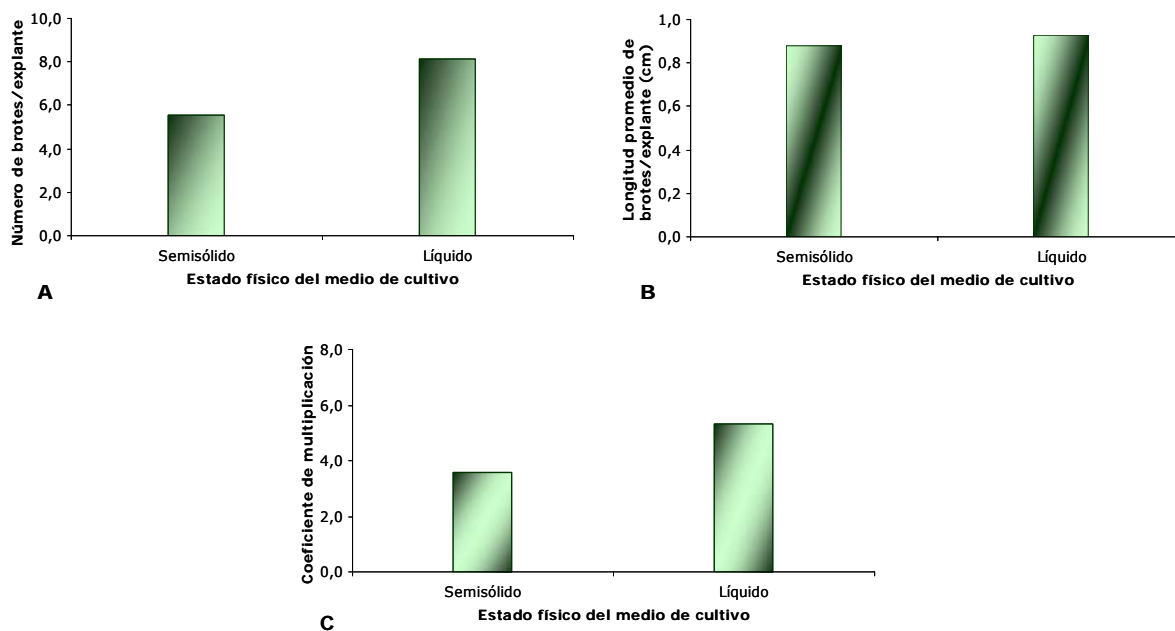 Número de brotes/explante
10,0
8,0
6,0
4,0
2,0
0,0
Semisólido
Líquido
Estado físico del medio de cultivo
A
Longitud promedio de
brotes/explante (cm)
1,0
0,8
0,6
0,4
0,2
0,0
Semisólido
Líquido
Estado físico del medio de cultivo
B
Coeficiente de multiplicación
8,0
6,0
4,0
2,0
0,0
Semisólido
Líquido
Estado físico del medio de cultivo
C